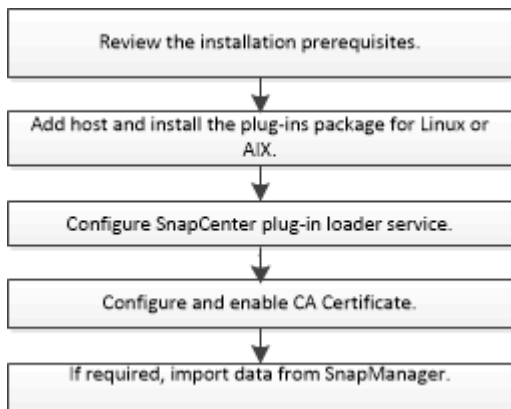 Review the installation prerequisites.
Add host and install the plug-ins package for Linux or
AIX.
Configure SnapCenter plug-in loader service.
Configure and enable CA Certificate.
If required, import data from SnapManager.